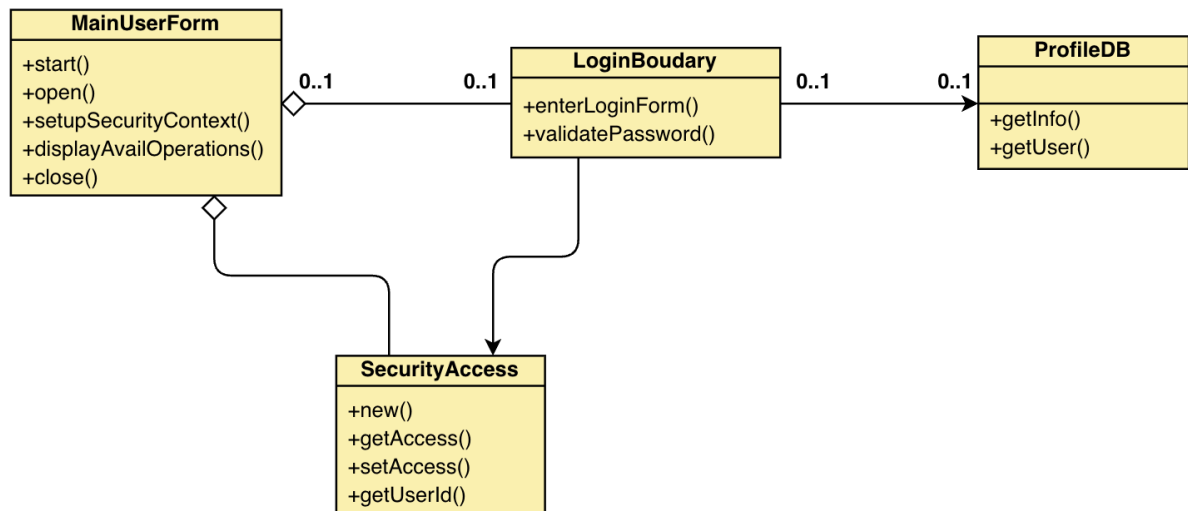 MainUserForm
+start()
+open()
+setupSecurityContext()
+displayAvailOperations()
+close()
0..1
0..1
LoginBoudary
+enterLoginForm()
+validatePassword()
0..1
0..1
ProfileDB
+getInfo()
+getUser()
SecurityAccess
+new()
+getAccess()
+setAccess()
+getUserId()